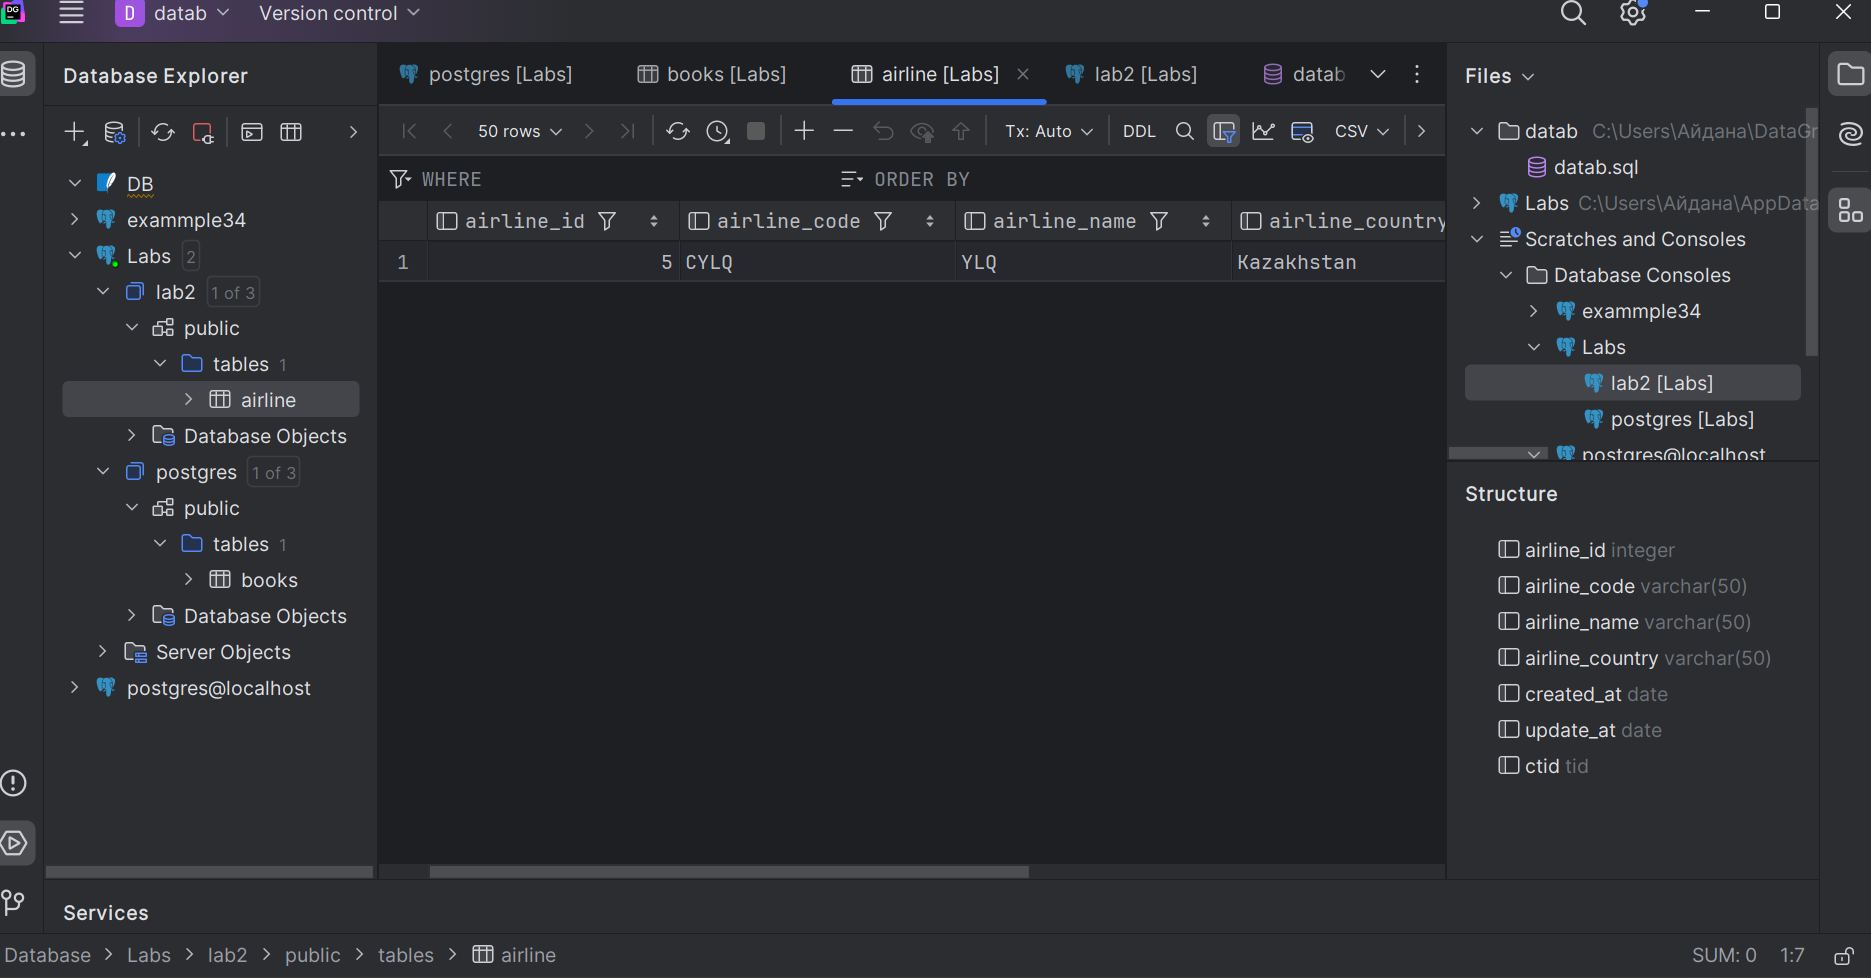 DG D datab Version control
Database Explorer
postgres [Labs] books [Labs] airline [Labs] lab2 [Labs] datab
50 rows Tx: Auto DDL CSV
WHERE ORDER BY
airline_id airline_code airline_name airline_country
1 5 CYLQ YLQ Kazakhstan
DB
exammple34
Labs 2
lab2 1 of 3
public
tables 1
airline
Database Objects
postgres 1 of 3
public
tables 1
books
Database Objects
Server Objects
postgres@localhost
Files
datab C:\Users\Айдана\DataGr
datab.sql
Labs C:\Users\Айдана\AppData
Scratches and Consoles
Database Consoles
exammple34
Labs
lab2 [Labs]
postgres [Labs]
postgres@localhost
Structure
airline_id integer
airline_code varchar(50)
airline_name varchar(50)
airline_country varchar(50)
created_at date
update_at date
ctid tid
Services
Database Labs lab2 public tables airline
SUM: 0 1:7